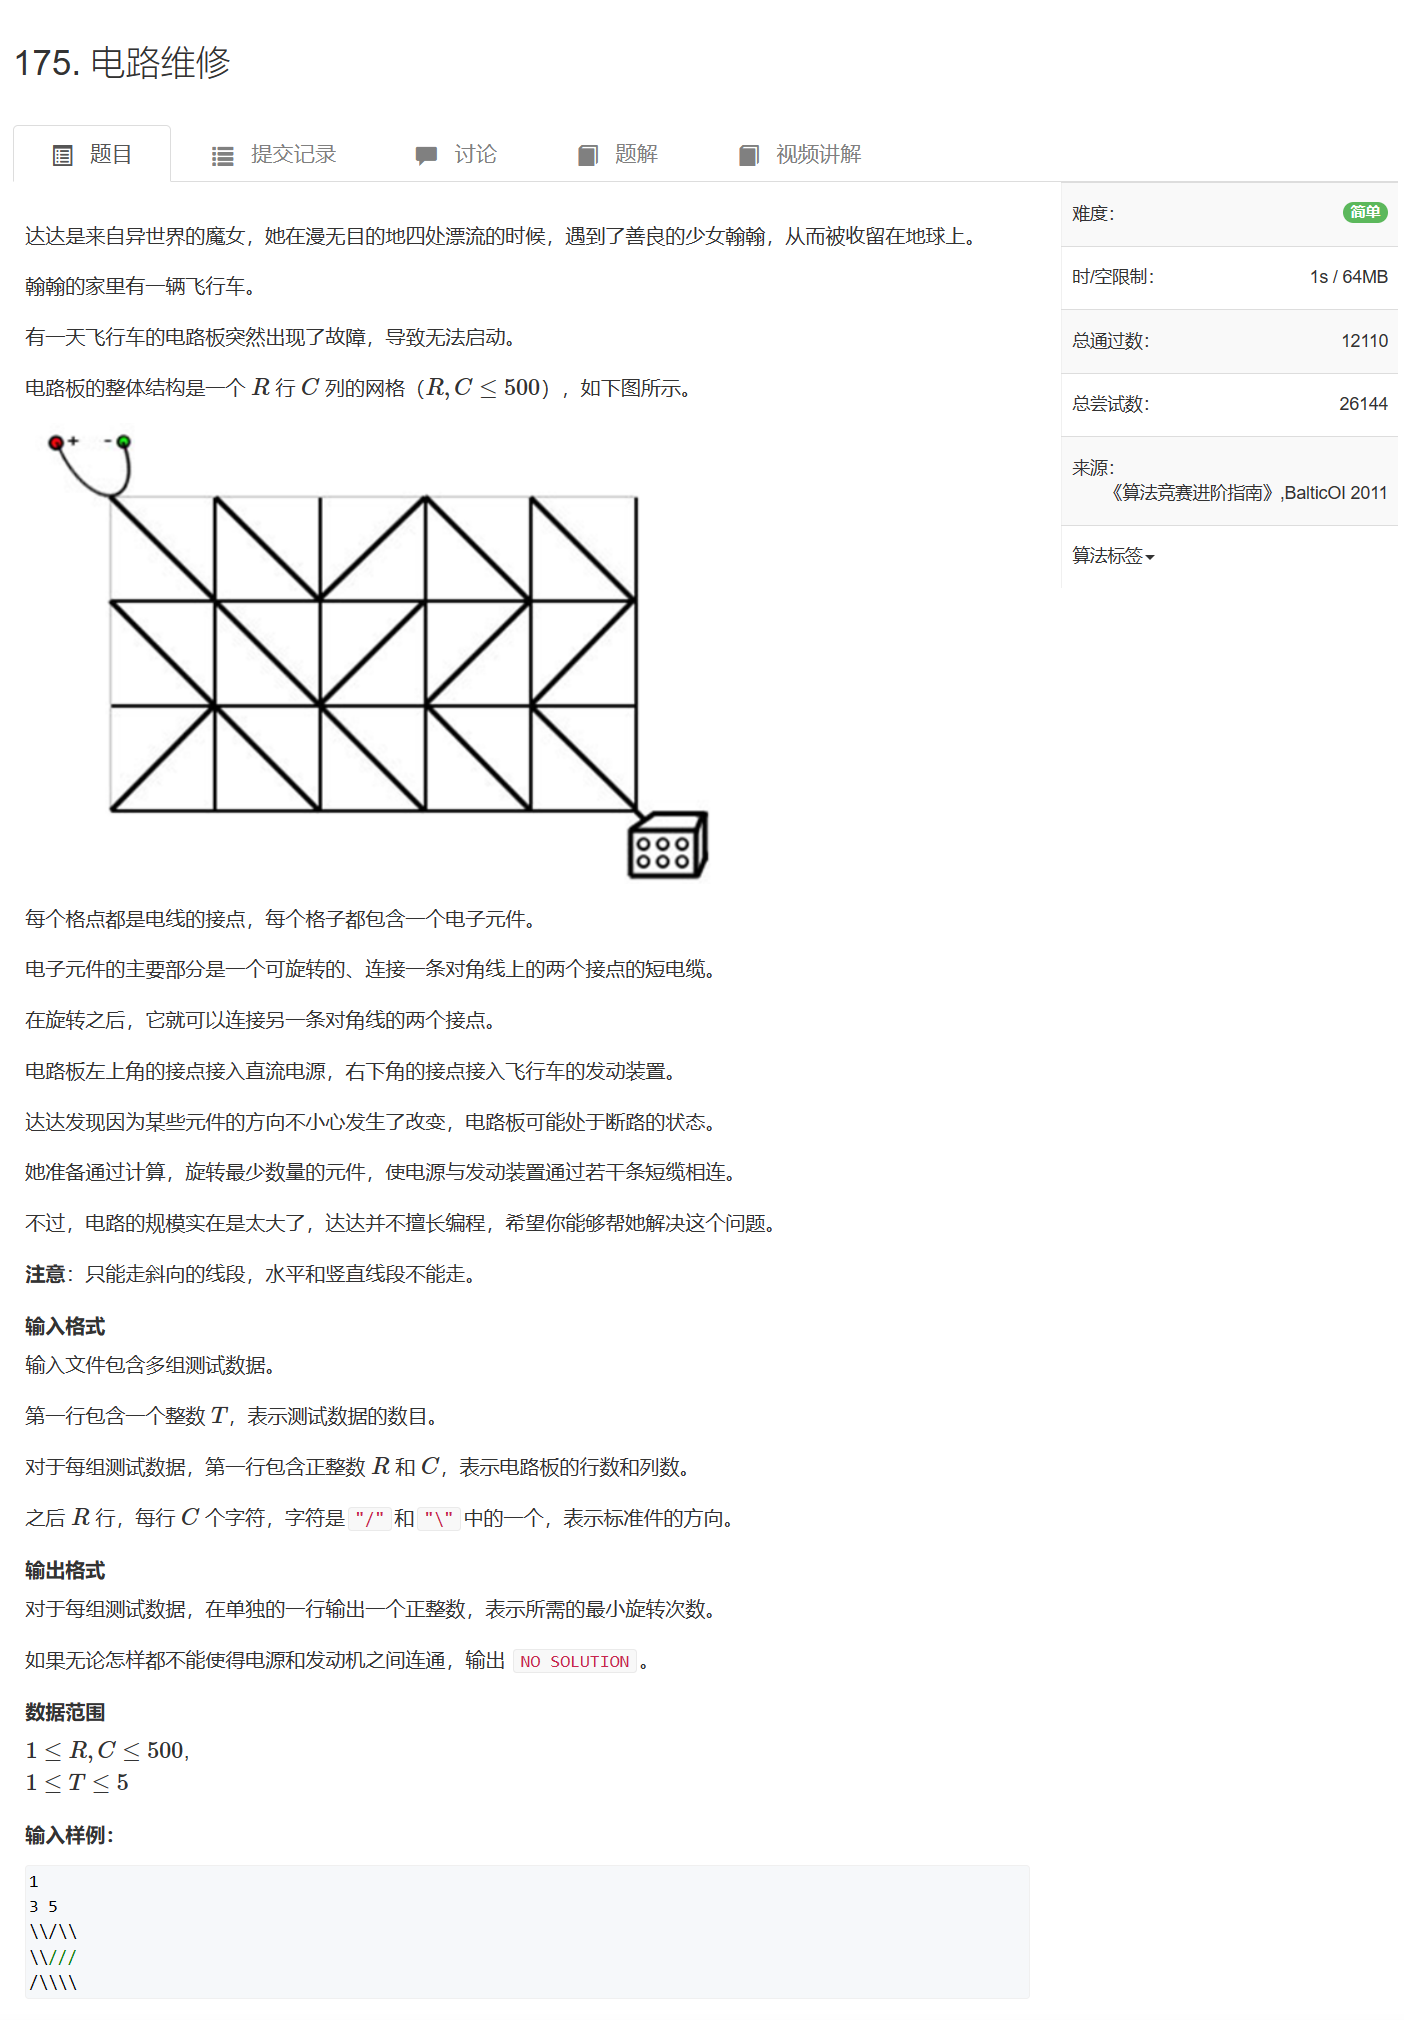 175. 电路维修
题目 提交记录 讨论 题解 视频讲解
达达是来自异世界的魔女，她在漫无目的地四处漂流的时候，遇到了善良的少女翰翰，从而被收留在地球上。
翰翰的家里有一辆飞行车。
有一天飞行车的电路板突然出现了故障，导致无法启动。
电路板的整体结构是一个 R 行 C 列的网格（R, C ≤ 500），如下图所示。
+ -
每个格点都是电线的接点，每个格子都包含一个电子元件。
电子元件的主要部分是一个可旋转的、连接一条对角线上的两个接点的短电缆。
在旋转之后，它就可以连接另一条对角线的两个接点。
电路板左上角的接点接入直流电源，右下角的接点接入飞行车的发动装置。
达达发现因为某些元件的方向不小心发生了改变，电路板可能处于断路的状态。
她准备通过计算，旋转最少数量的元件，使电源与发动装置通过若干条短缆相连。
不过，电路的规模实在是太大了，达达并不擅长编程，希望你能够帮她解决这个问题。
注意：只能走斜向的线段，水平和竖直线段不能走。
输入格式
输入文件包含多组测试数据。
第一行包含一个整数 T，表示测试数据的数目。
对于每组测试数据，第一行包含正整数 R 和 C，表示电路板的行数和列数。
之后 R 行，每行 C 个字符，字符是"/"和"\"中的一个，表示标准件的方向。
输出格式
对于每组测试数据，在单独的一行输出一个正整数，表示所需的最小旋转次数。
如果无论怎样都不能使得电源和发动机之间连通，输出 NO SOLUTION。
数据范围
1 ≤ R, C ≤ 500,
1 ≤ T ≤ 5
输入样例：
1
3 5
\\/\\
\\///
/\\\\
难度： 简单
时/空限制： 1s / 64MB
总通过数： 12110
总尝试数： 26144
来源：
《算法竞赛进阶指南》,BalticOI 2011
算法标签